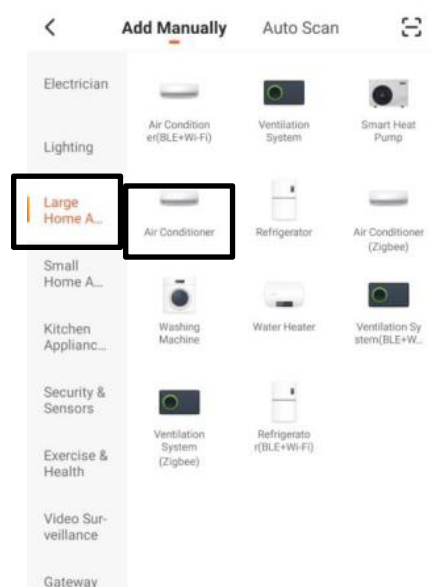 Add Manually
Auto Scan
Electrician
Lighting
Large
Home A...
Small
Home A...
Kitchen
Applianc...
Security &
Sensors
Exercise &
Health
Video Sur-
veillance
Gateway
Air Condition
er(BLE+Wi-Fi)
Ventilation
System
Smart Heat
Pump
Air Conditioner
Refrigerator
Air Conditioner
(Zigbee)
Washing
Machine
Water Heater
Ventilation Sy
stem(BLE+W...
Ventilation
System
(Zigbee)
Refrigerato
r(BLE+Wi-Fi)